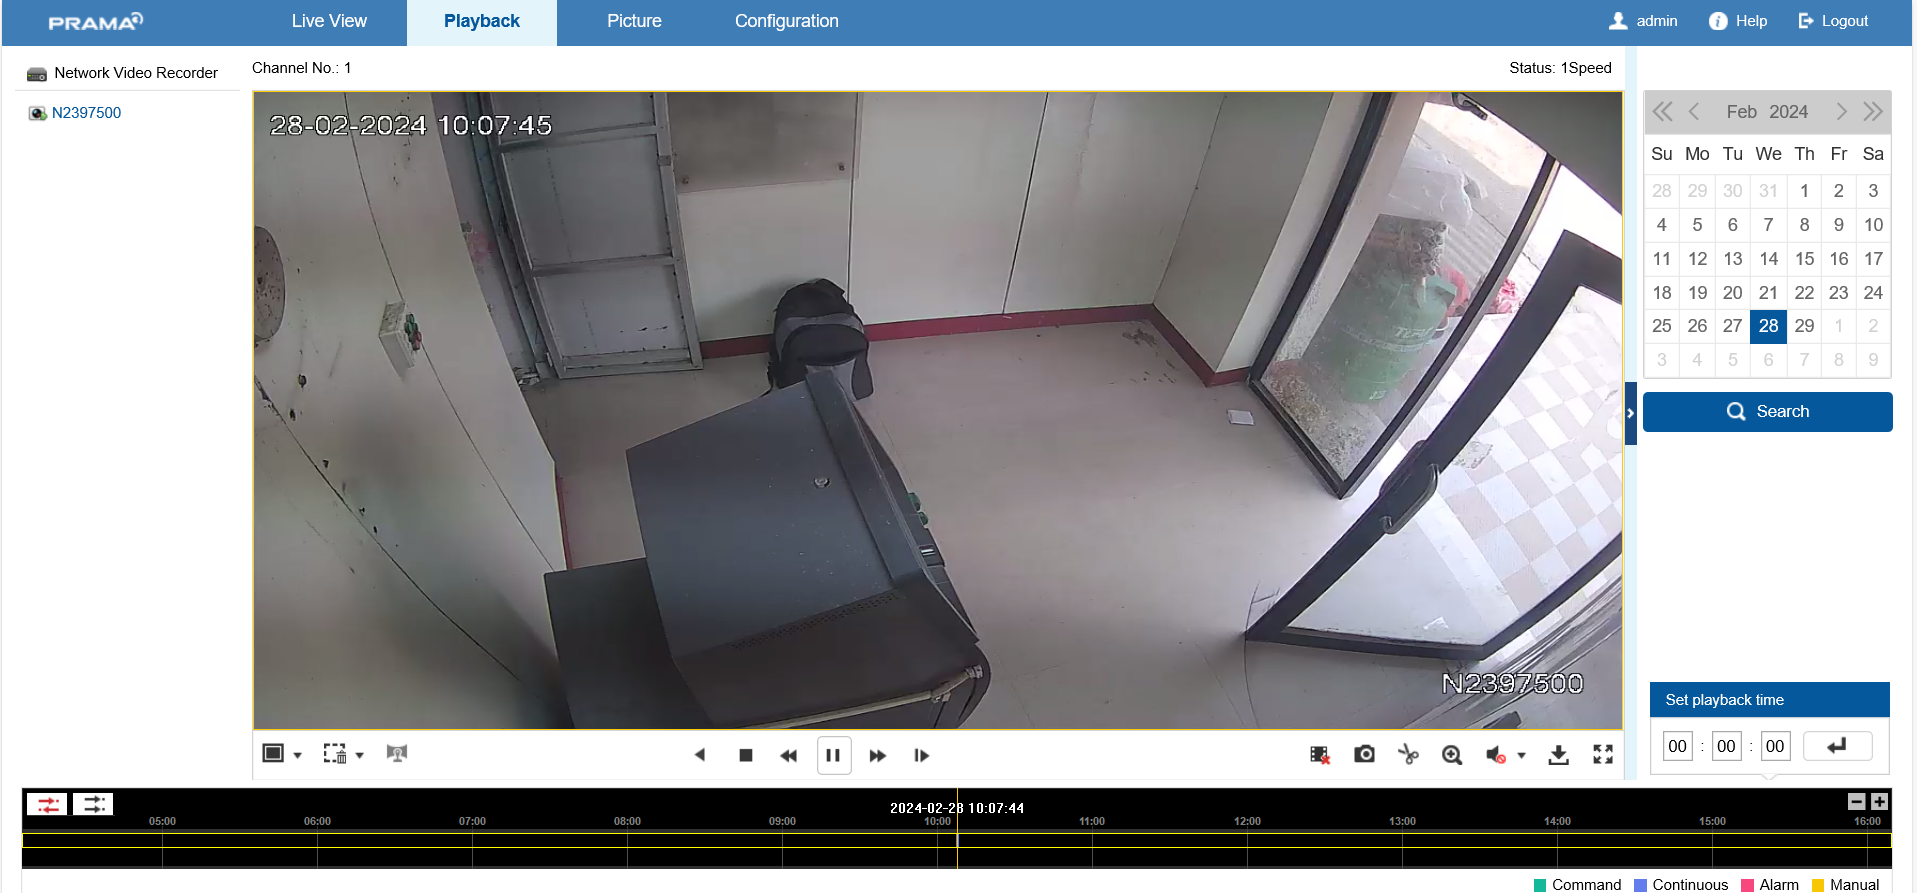 PRAMA
Live View
Playback
Picture
Configuration
admin
Help
Logout
Network Video Recorder
N2397500
Channel No.: 1
Status: 1Speed
28-02-2024 10:07:45
N2397500
Feb 2024
Su Mo Tu We Th Fr Sa
28 29 30 31 1 2 3
4 5 6 7 8 9 10
11 12 13 14 15 16 17
18 19 20 21 22 23 24
25 26 27 28 29 1 2
3 4 5 6 7 8 9
Search
Set playback time
00 : 00 : 00
2024-02-28 10:07:44
05:00 06:00 07:00 08:00 09:00 10:00 11:00 12:00 13:00 14:00 15:00 16:00
Command Continuous Alarm Manual